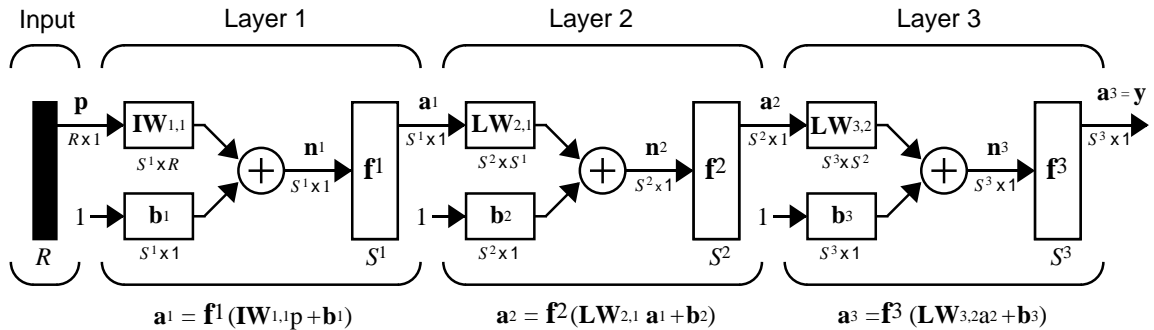 Input Layer 1 Layer 2 Layer 3
p a1 a2 a3 = y
IW1,1 LW2,1 LW3,2
R x 1 S1 x 1 S2 x 1 S3 x 1
S1 x R n1 S2 x S1 n2 S3 x S2 n3
f1 f2 f3
S1 x 1 S2 x 1 S3 x 1
1 b1 1 b2 1 b3
R S1 x 1 S1 S2 x 1 S2 S3 x 1 S3
a1 = f1 (IW1,1p + b1) a2 = f2 (LW2,1 a1 + b2) a3 = f3 (LW3,2a2 + b3)